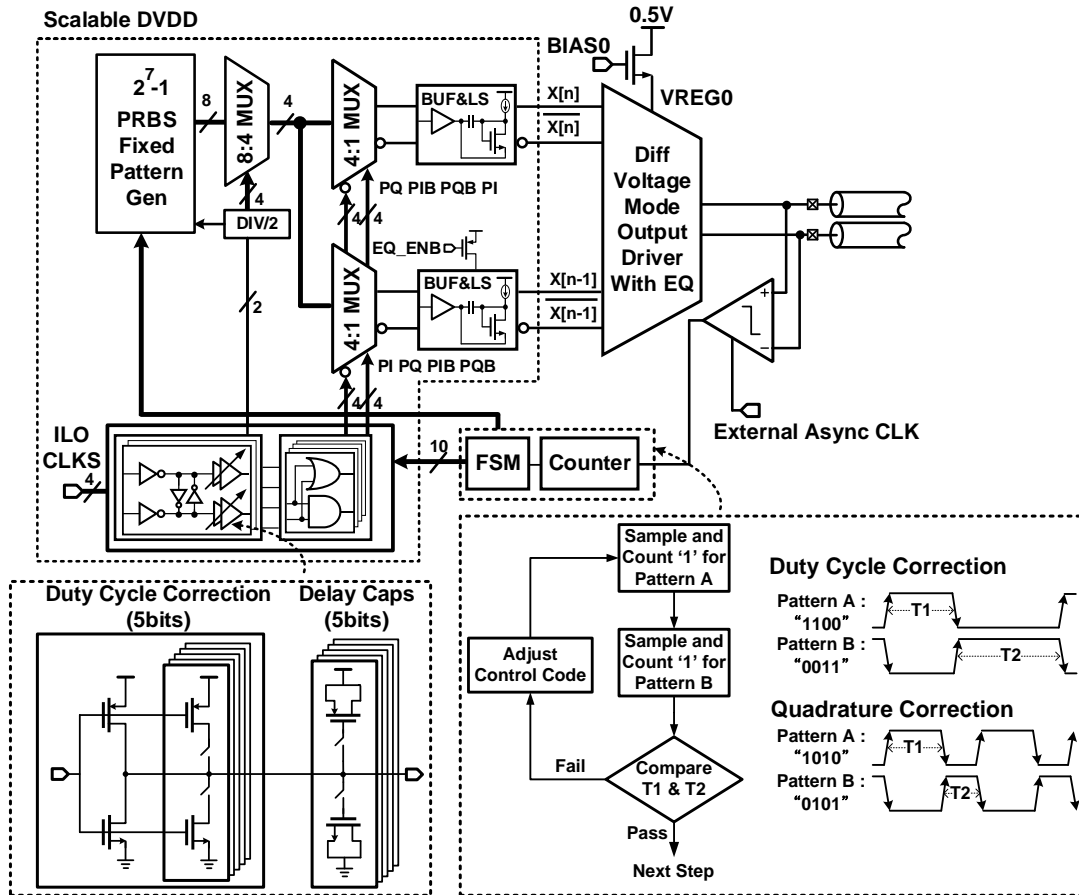 Scalable DVDD
0.5V
BIAS0
VREG0
2^7-1
PRBS
Fixed
Pattern
Gen
8
8:4 MUX
4
4:1 MUX
BUF&LS
X[n]
X[n]
Diff
Voltage
Mode
Output
Driver
With EQ
4
DIV/2
PQ PIB PQB PI
4
4
EQ_ENB
2
4:1 MUX
BUF&LS
X[n-1]
X[n-1]
+
−
PI PQ PIB PQB
4
4
External Async CLK
ILO
CLKS
4
10
FSM
Counter
Duty Cycle Correction
(5bits)
Delay Caps
(5bits)
Sample and
Count ‘1’ for
Pattern A
Sample and
Count ‘1’ for
Pattern B
Adjust
Control Code
Fail
Compare
T1 & T2
Pass
Next Step
Duty Cycle Correction
Pattern A :
“1100”
T1
Pattern B :
“0011”
T2
Quadrature Correction
Pattern A :
“1010”
T1
Pattern B :
“0101”
T2